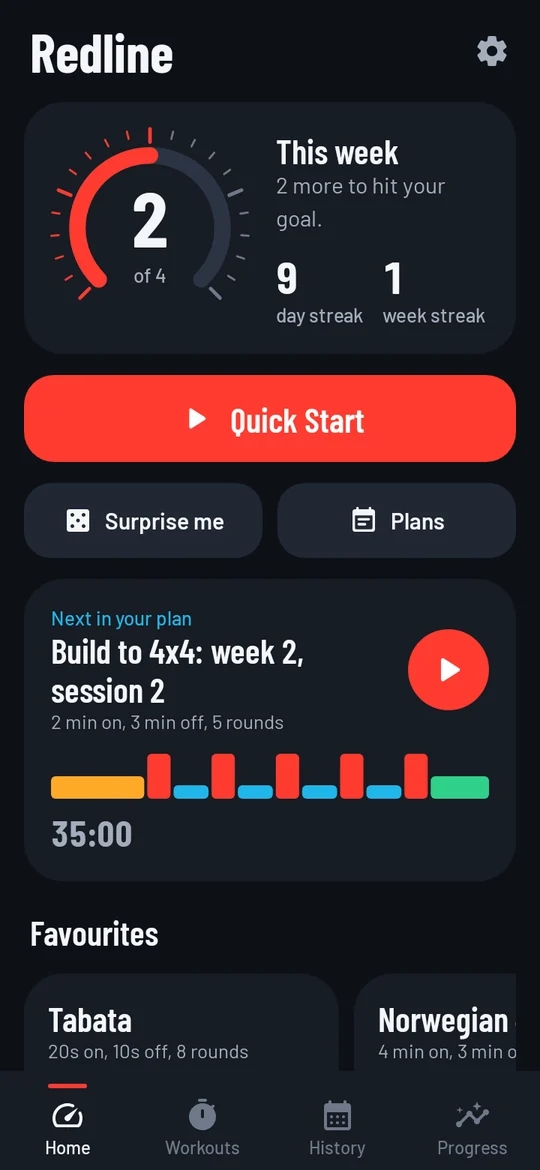 Redline
This week
2 more to hit your
goal.
2
of 4
9
day streak
1
week streak
Quick Start
Surprise me
Plans
Next in your plan
Build to 4x4: week 2,
session 2
2 min on, 3 min off, 5 rounds
35:00
Favourites
Tabata
20s on, 10s off, 8 rounds
Norwegian
4 min on, 3 min o
Home
Workouts
History
Progress